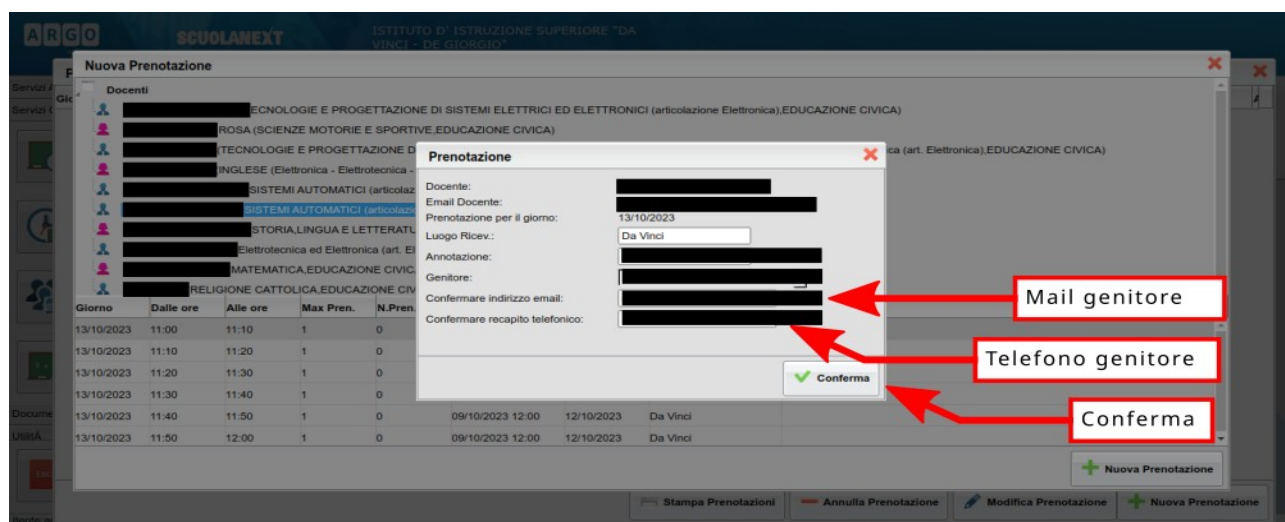 ARGO SCUOLANEXT ISTITUTO D' ISTRUZIONE SUPERIORE "DA
VINCI - DE GIORGIO"
Nuova Prenotazione
Servizi
Docenti
Gio
Servizi
ECNOLOGIE E PROGETTAZIONE DI SISTEMI ELETTRICI ED ELETTRONICI (articolazione Elettronica),EDUCAZIONE CIVICA)
ROSA (SCIENZE MOTORIE E SPORTIVE,EDUCAZIONE CIVICA)
(TECNOLOGIE E PROGETTAZIONE D
ca (art. Elettronica),EDUCAZIONE CIVICA)
INGLESE (Elettronica - Elettrotecnica -
SISTEMI AUTOMATICI (articolaz
SISTEMI AUTOMATICI (articolazio
STORIA,LINGUA E LETTERATU
Elettrotecnica ed Elettronica (art. El
MATEMATICA,EDUCAZIONE CIVIC
RELIGIONE CATTOLICA,EDUCAZIONE CIV
Prenotazione
Docente:
Email Docente:
Prenotazione per il giorno: 13/10/2023
Luogo Ricev.: Da Vinci
Annotazione:
Genitore:
Confermare indirizzo email:
Confermare recapito telefonico:
Conferma
Mail genitore
Telefono genitore
Conferma
Giorno Dalle ore Alle ore Max Pren. N.Pren.
13/10/2023 11:00 11:10 1 0
13/10/2023 11:10 11:20 1 0
13/10/2023 11:20 11:30 1 0
13/10/2023 11:30 11:40 1 0
13/10/2023 11:40 11:50 1 0 09/10/2023 12:00 12/10/2023 Da Vinci
13/10/2023 11:50 12:00 1 0 09/10/2023 12:00 12/10/2023 Da Vinci
Docume
UtilitÃ
Nuova Prenotazione
Stampa Prenotazioni Annulla Prenotazione Modifica Prenotazione Nuova Prenotazione